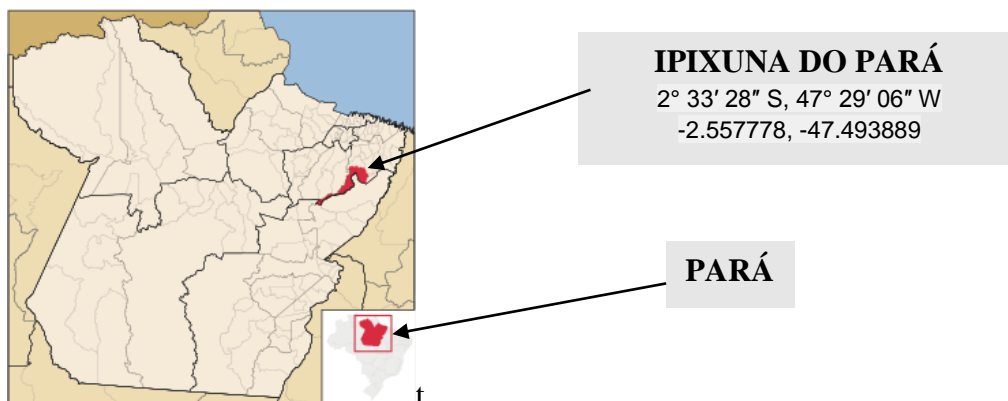 IPIXUNA DO PARÁ
2° 33′ 28″ S, 47° 29′ 06″ W
-2.557778, -47.493889
PARÁ
t